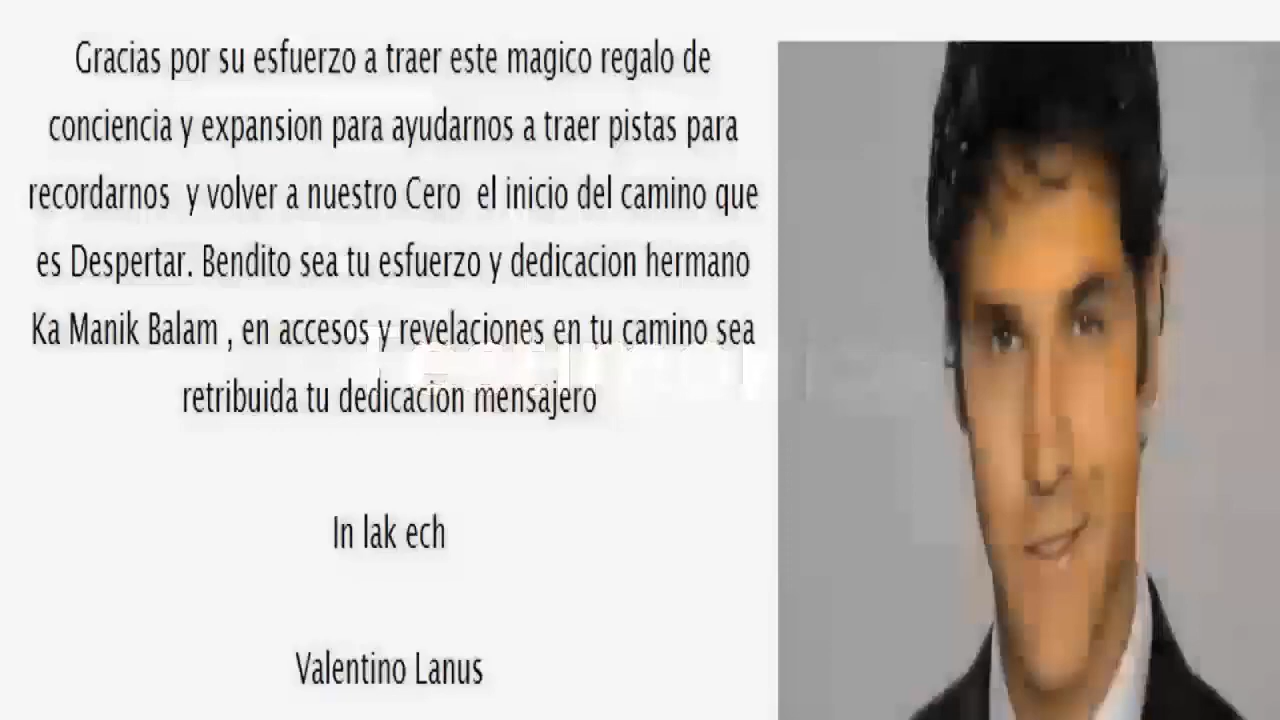 Gracias por su esfuerzo a traer este magico regalo de
conciencia y expansion para ayudarnos a traer pistas para
recordarnos y volver a nuestro Cero el inicio del camino que
es Despertar. Bendito sea tu esfuerzo y dedicacion hermano
Ka Manik Balam , en accesos y revelaciones en tu camino sea
retribuida tu dedicacion mensajero
In lak ech
Valentino Lanus